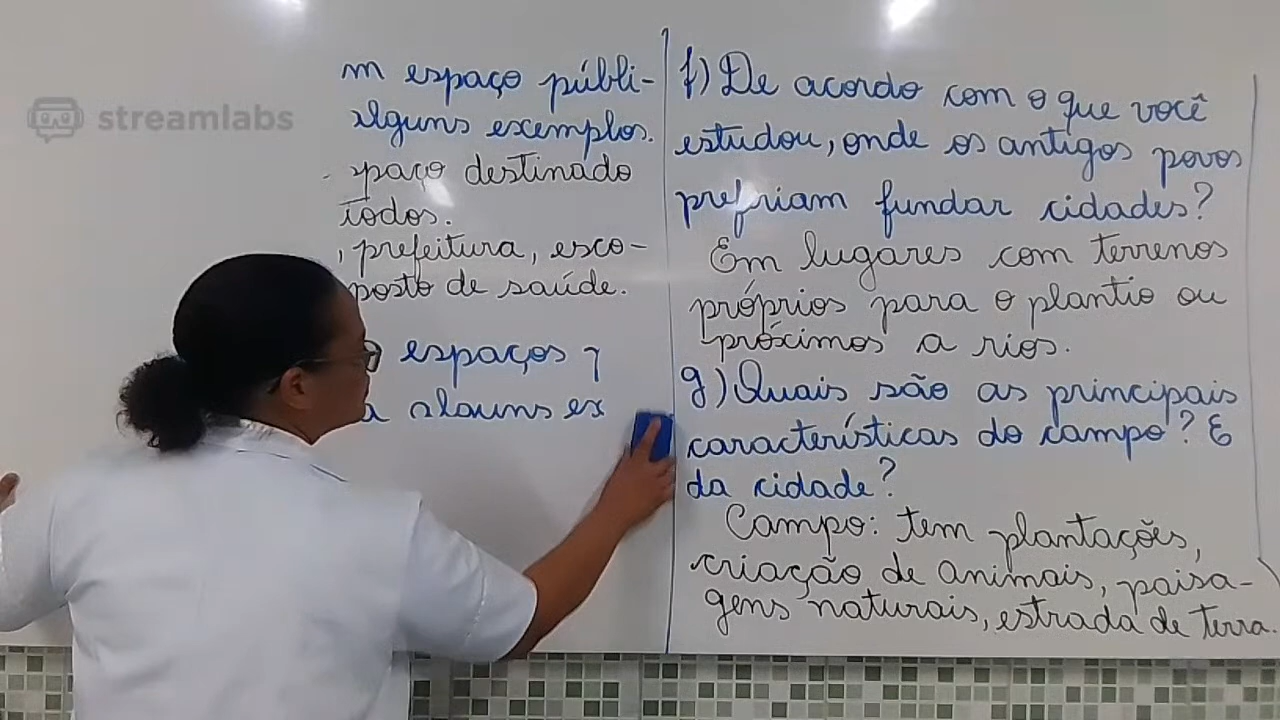 streamlabs
m espaço públi-
alguns exemplos.
spaço destinado
todos.
, prefeitura, esco-
posto de saúde.
espaços
a alguns ex
f) De acordo com o que você
estudou, onde os antigos povos
preferiam fundar cidades?
Em lugares com terrenos
próprios para o plantio ou
próximos a rios.
g) Quais são as principais
características do campo? E
da cidade?
Campo: tem plantações,
criação de animais, paisa-
gens naturais, estrada de terra.